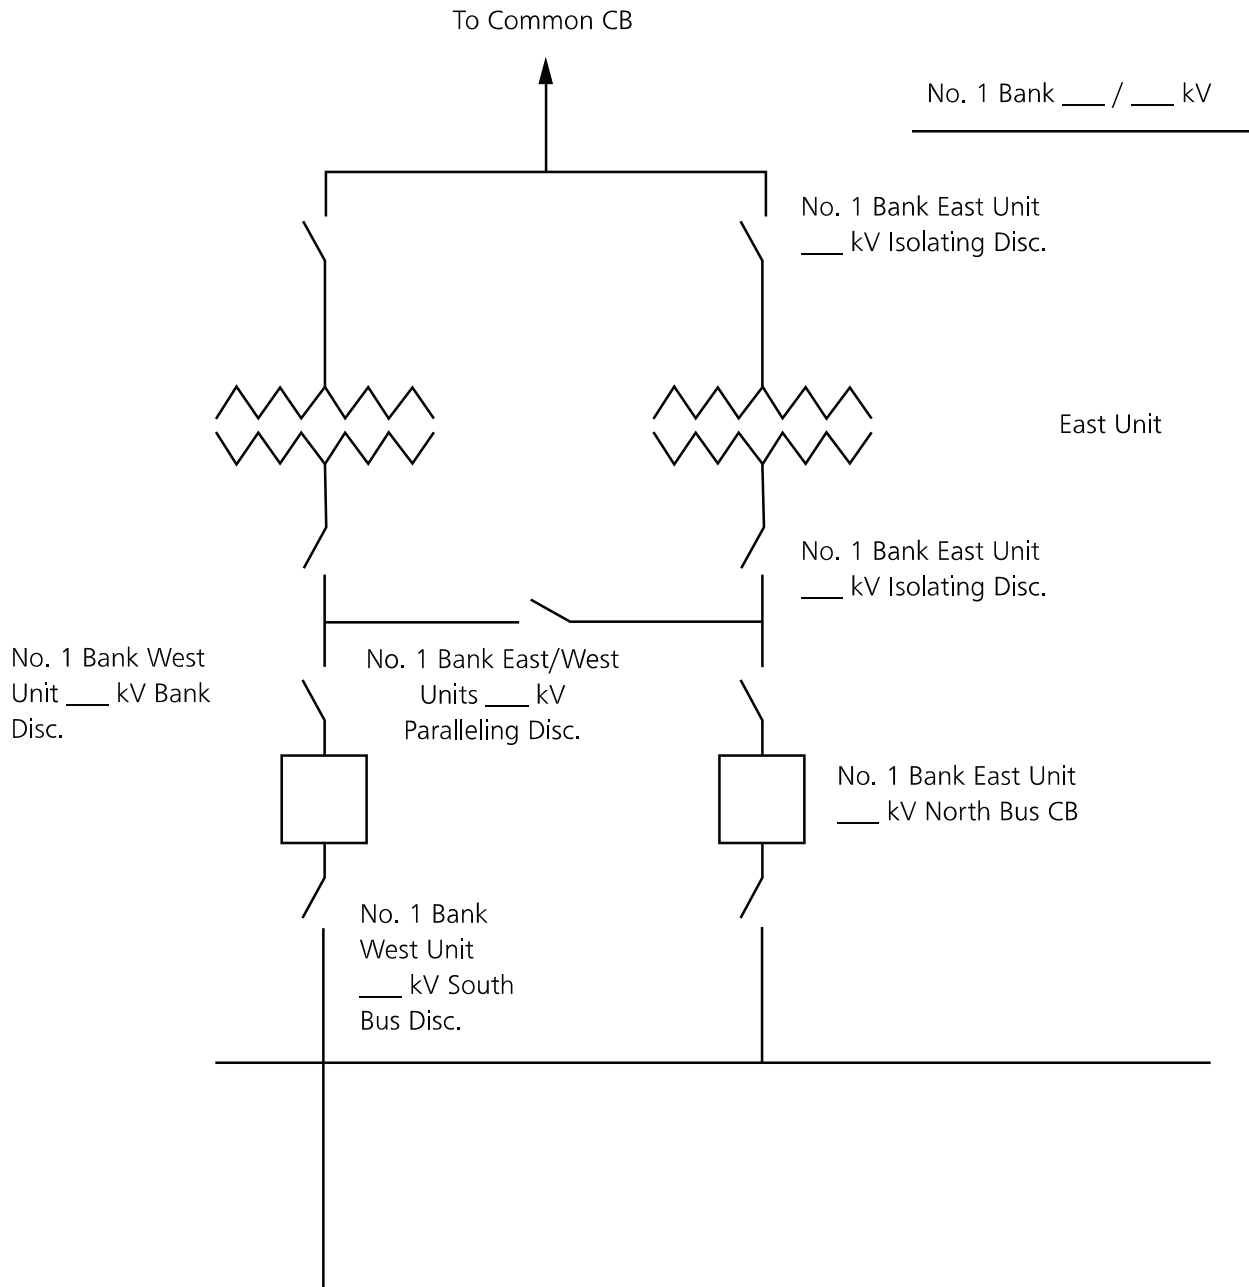 To Common CB
No. 1 Bank ___ / ___ kV
No. 1 Bank East Unit
___ kV Isolating Disc.
East Unit
No. 1 Bank East Unit
___ kV Isolating Disc.
No. 1 Bank West
Unit ___ kV Bank
Disc.
No. 1 Bank East/West
Units ___ kV
Paralleling Disc.
No. 1 Bank East Unit
___ kV North Bus CB
No. 1 Bank
West Unit
___ kV South
Bus Disc.